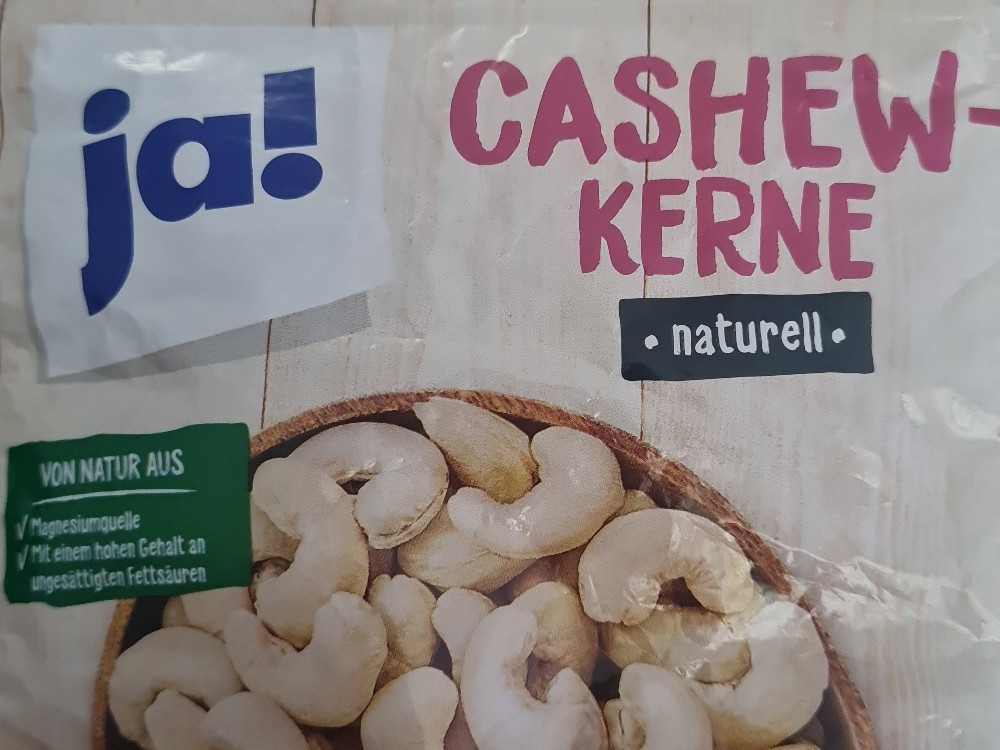 ja!
CASHEW-
KERNE
• naturell •
VON NATUR AUS
✓ Magnesiumquelle
✓ Mit einem hohen Gehalt an
ungesättigten Fettsäuren